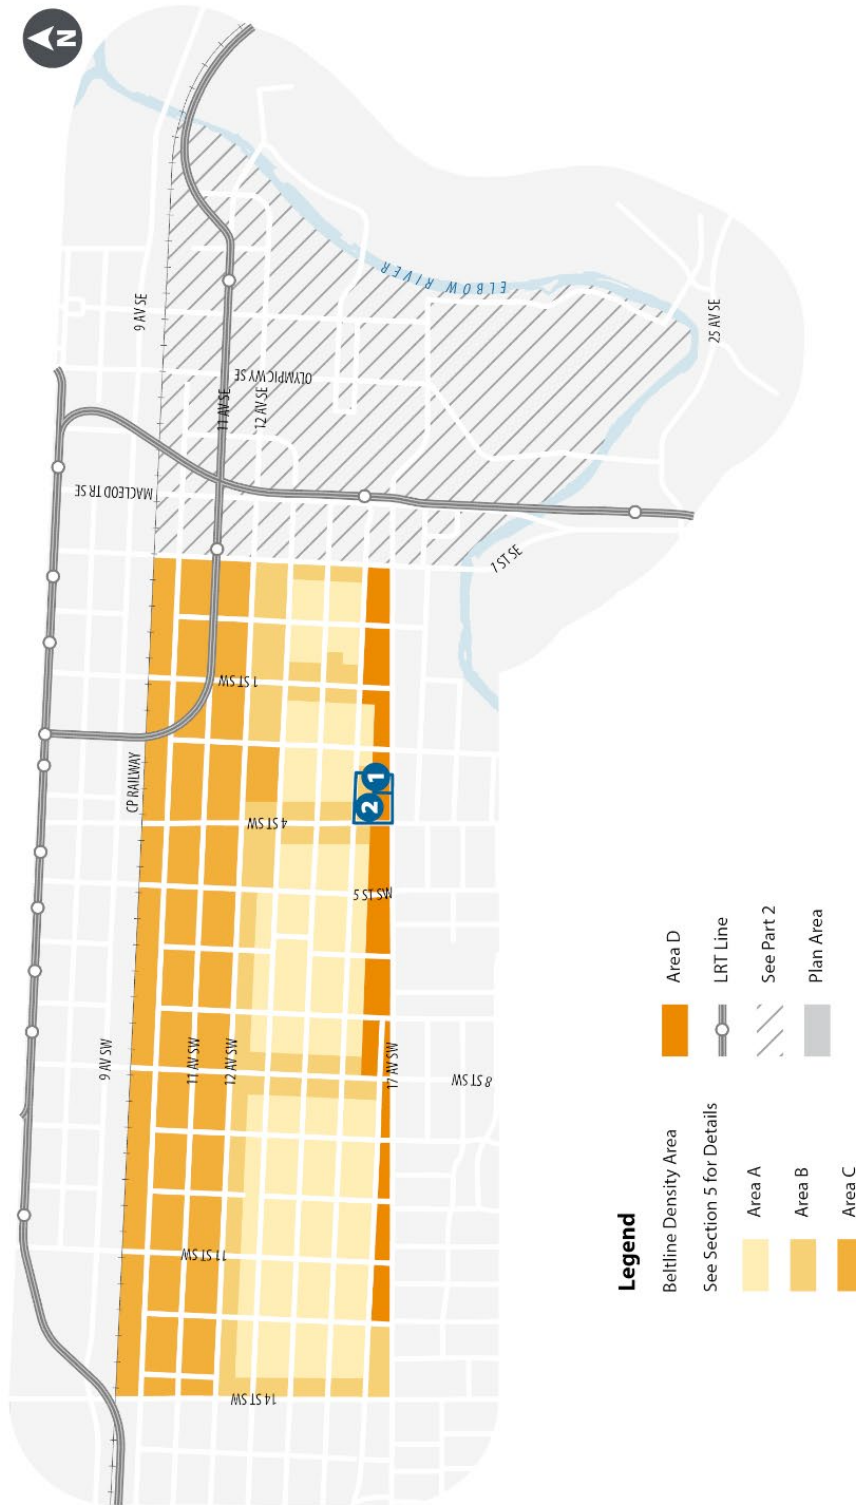 N
9 AV SE
ELBOW RIVER
25 AV SE
OLYMPIC WY SE
11 AV SE
12 AV SE
MACLEOD TR SE
1 ST SE
1 ST SW
CP RAILWAY
4 ST SW
1
2
5 ST SW
9 AV SW
11 AV SW
12 AV SW
17 AV SW
8 ST SW
11 ST SW
14 ST SW
Legend
Beltline Density Area
See Section 5 for Details
Area A
Area B
Area C
Area D
LRT Line
See Part 2
Plan Area